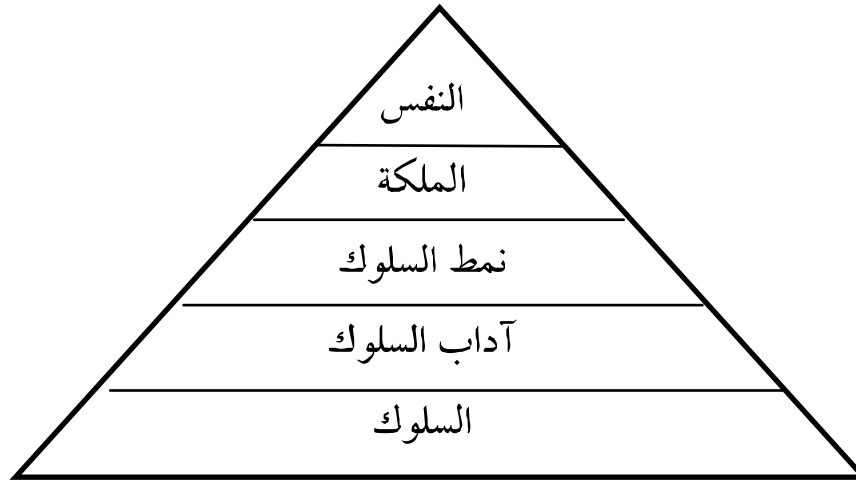 النفس
الملكة
نمط السلوك
آداب السلوك
السلوك